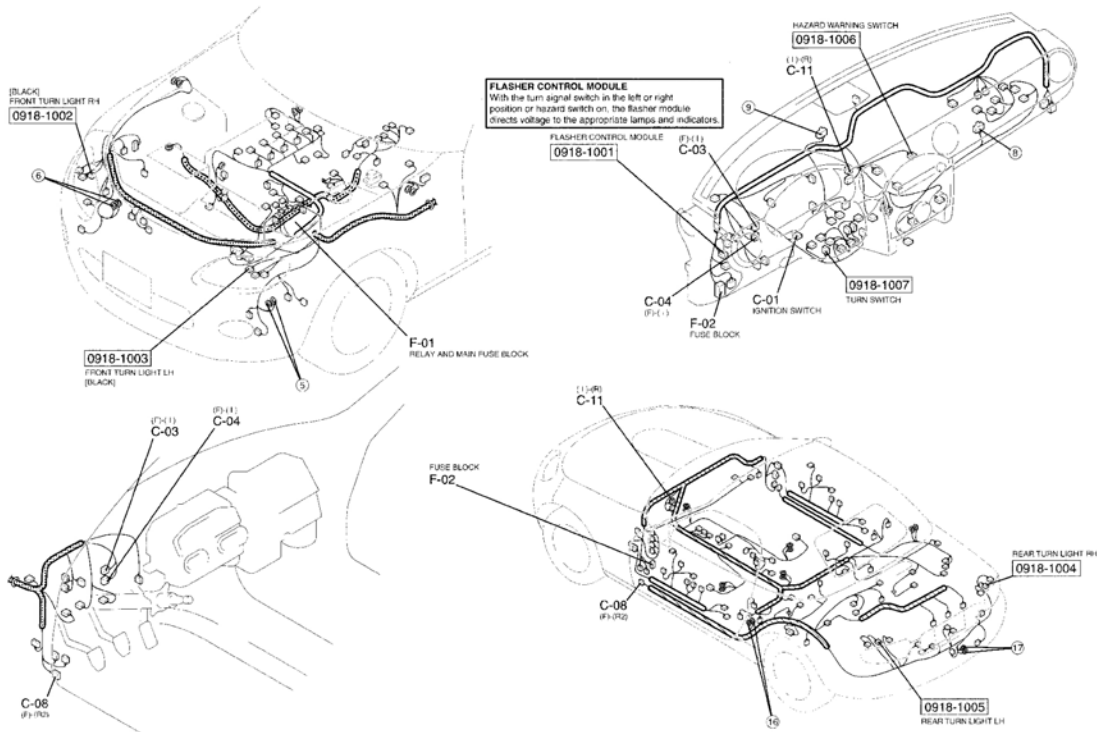 [BLACK]
FRONT TURN LIGHT RH
0918-1002
6
0918-1003
FRONT TURN LIGHT LH
[BLACK]
5
F-01
RELAY AND MAIN FUSE BLOCK
HAZARD WARNING SWITCH
0918-1006
(I)-(R)
C-11
FLASHER CONTROL MODULE
With the turn signal switch in the left or right
position or hazard switch on, the flasher module
directs voltage to the appropriate lamps and indicators.
FLASHER CONTROL MODULE
0918-1001
(F)-(I)
C-03
9
8
C-04
(F)-(I)
F-02
FUSE BLOCK
C-01
IGNITION SWITCH
0918-1007
TURN SWITCH
(F)-(I)
C-03
(F)-(I)
C-04
C-08
(F)-(R2)
(I)-(R)
C-11
FUSE BLOCK
F-02
C-08
(F)-(R2)
REAR TURN LIGHT RH
0918-1004
17
16
0918-1005
REAR TURN LIGHT LH